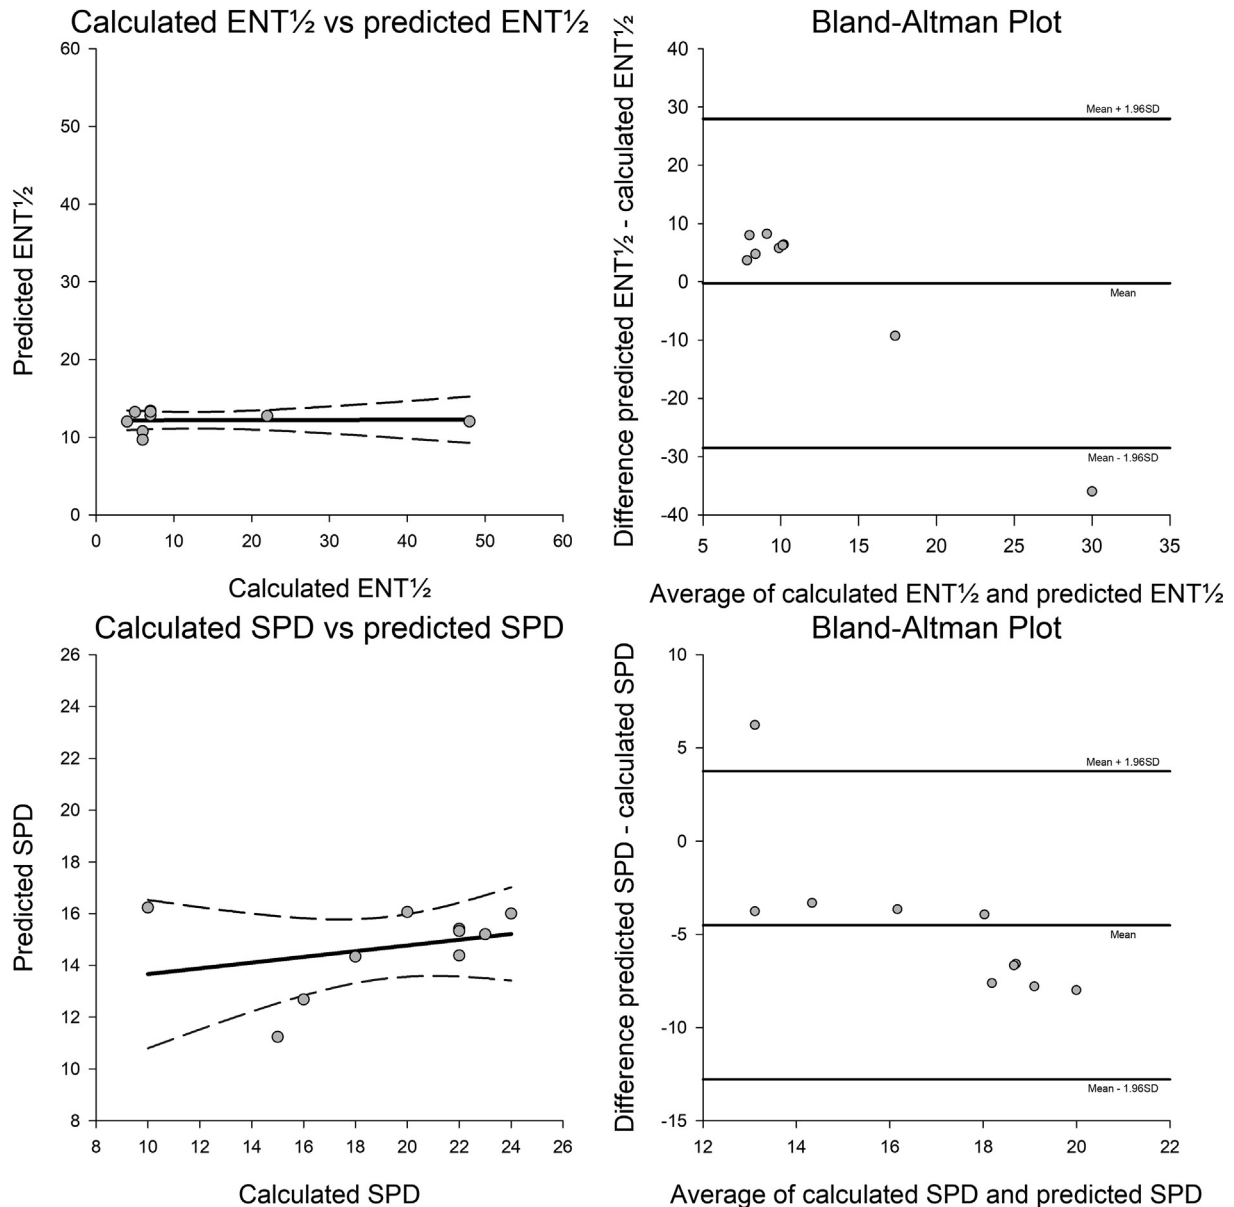 Calculated ENT½ vs predicted ENT½
Predicted ENT½
60
50
40
30
20
10
0
0 10 20 30 40 50 60
Calculated ENT½
Bland-Altman Plot
Difference predicted ENT½ - calculated ENT½
40
30
20
10
0
-10
-20
-30
-40
Mean + 1.96SD
Mean
Mean - 1.96SD
5 10 15 20 25 30 35
Average of calculated ENT½ and predicted ENT½
Calculated SPD vs predicted SPD
Predicted SPD
26
24
22
20
18
16
14
12
10
8
8 10 12 14 16 18 20 22 24 26
Calculated SPD
Bland-Altman Plot
Difference predicted SPD - calculated SPD
10
5
0
-5
-10
-15
Mean + 1.96SD
Mean
Mean - 1.96SD
12 14 16 18 20 22
Average of calculated SPD and predicted SPD